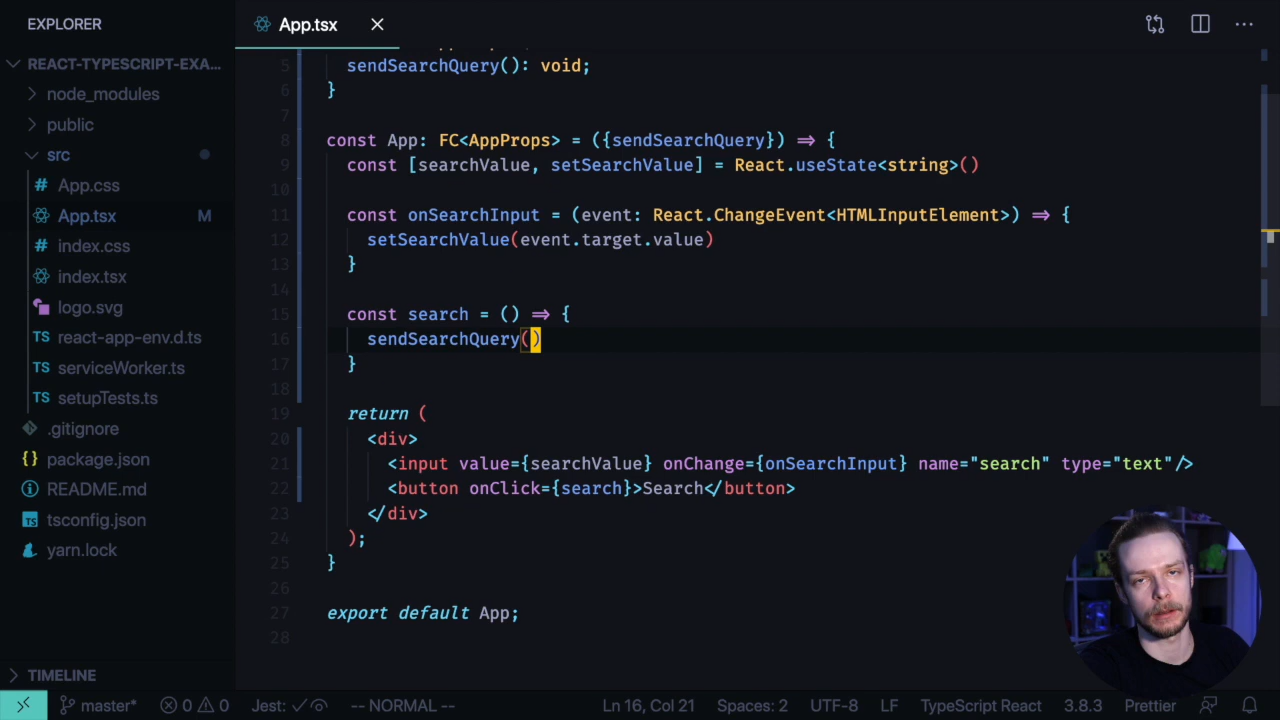 EXPLORER
App.tsx
REACT-TYPESCRIPT-EXA...
node_modules
public
src
# App.css
App.tsx M
# index.css
index.tsx
logo.svg
TS react-app-env.d.ts
TS serviceWorker.ts
TS setupTests.ts
.gitignore
{} package.json
README.md
TS tsconfig.json
yarn.lock
TIMELINE
5 sendSearchQuery(): void;
6 }
7
8 const App: FC<AppProps> = ({sendSearchQuery}) => {
9 const [searchValue, setSearchValue] = React.useState<string>()
10
11 const onSearchInput = (event: React.ChangeEvent<HTMLInputElement>) => {
12 setSearchValue(event.target.value)
13 }
14
15 const search = () => {
16 sendSearchQuery()
17 }
18
19 return (
20 <div>
21 <input value={searchValue} onChange={onSearchInput} name="search" type="text"/>
22 <button onClick={search}>Search</button>
23 </div>
24 );
25 }
26
27 export default App;
28
master* 0 0 Jest: -- NORMAL -- Ln 16, Col 21 Spaces: 2 UTF-8 LF TypeScript React 3.8.3 Prettier